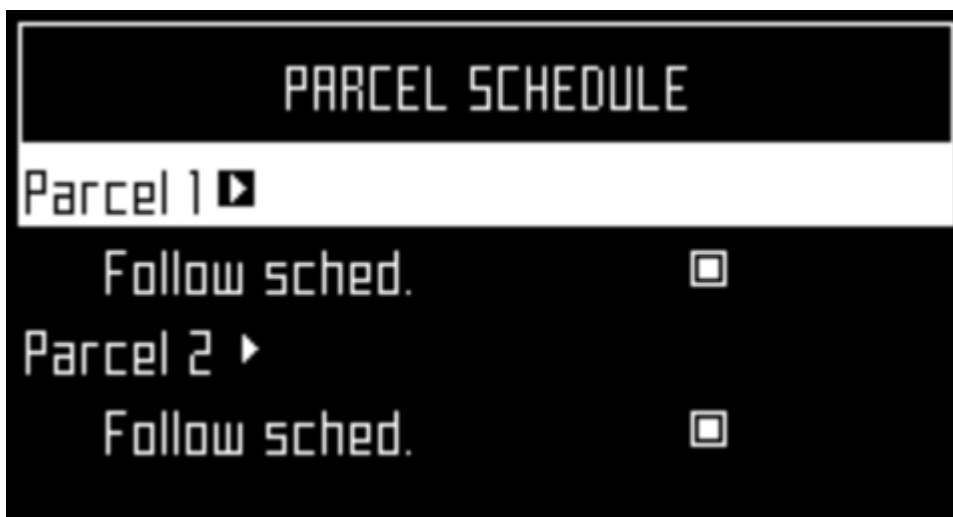 PARCEL SCHEDULE
Parcel 1
Follow sched.
Parcel 2
Follow sched.